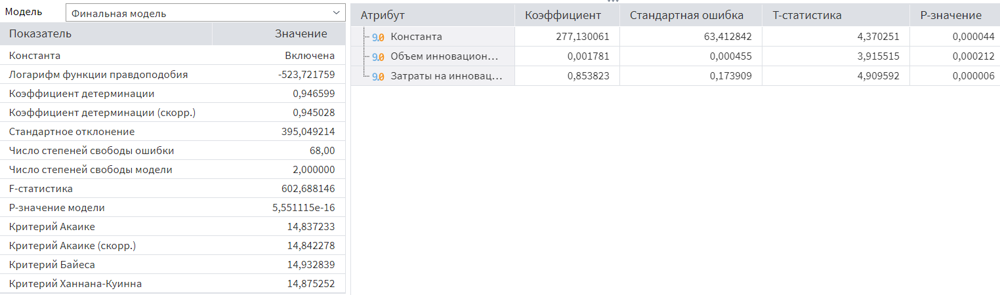 Модель Финальная модель
Показатель Значение
Константа Включена
Логарифм функции правдоподобия -523,721759
Коэффициент детерминации 0,946599
Коэффициент детерминации (скорр.) 0,945028
Стандартное отклонение 395,049214
Число степеней свободы ошибки 68,00
Число степеней свободы модели 2,000000
F-статистика 602,688146
P-значение модели 5,551115e-16
Критерий Акаике 14,837233
Критерий Акаике (скорр.) 14,842278
Критерий Байеса 14,932839
Критерий Ханнана-Куинна 14,875252
Атрибут Коэффициент Стандартная ошибка T-статистика P-значение
9.0 Константа 277,130061 63,412842 4,370251 0,000044
9.0 Объем инновацион... 0,001781 0,000455 3,915515 0,000212
9.0 Затраты на инновац... 0,853823 0,173909 4,909592 0,000006